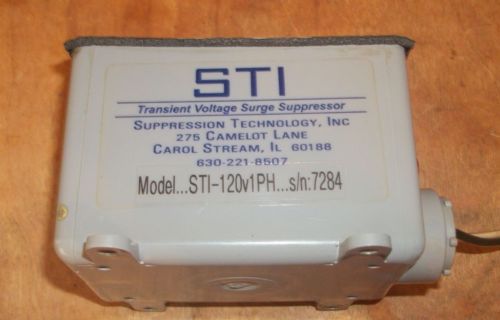 STI
Transient Voltage Surge Suppressor
SUPPRESSION TECHNOLOGY, INC
275 CAMELOT LANE
CAROL STREAM, IL 60188
630-221-8507
Model...STI-120v1PH...s/n:7284